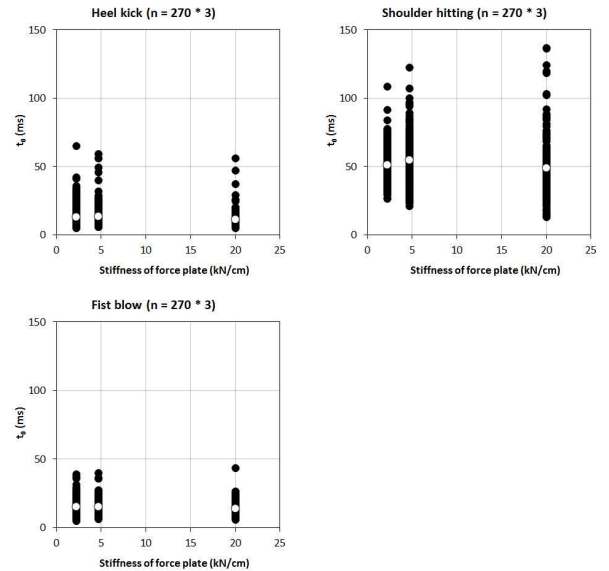 Heel kick (n = 270 * 3)
150
100
50
0
t₀ (ms)
0 5 10 15 20 25
Stiffness of force plate (kN/cm)
Shoulder hitting (n = 270 * 3)
150
100
50
0
t₀ (ms)
0 5 10 15 20 25
Stiffness of force plate (kN/cm)
Fist blow (n = 270 * 3)
150
100
50
0
t₀ (ms)
0 5 10 15 20 25
Stiffness of force plate (kN/cm)